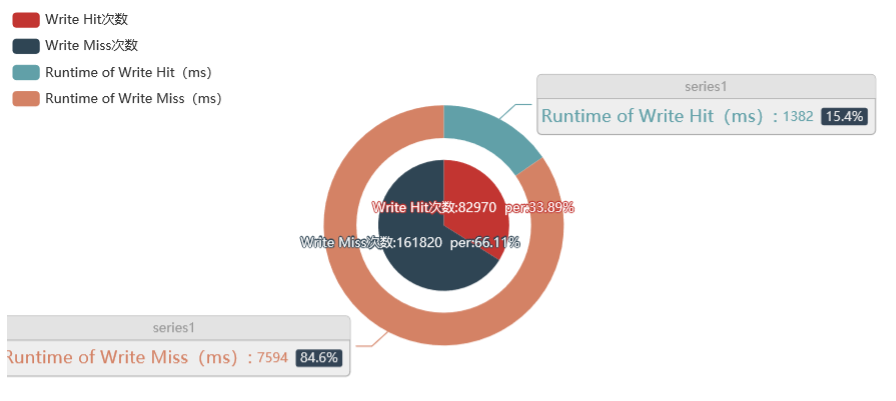 Write Hit次数
Write Miss次数
Runtime of Write Hit（ms）
Runtime of Write Miss（ms）
series1
Runtime of Write Hit（ms）: 1382 15.4%
Write Hit次数:82970 per:33.89%
Write Miss次数:161820 per:66.11%
series1
Runtime of Write Miss（ms）: 7594 84.6%